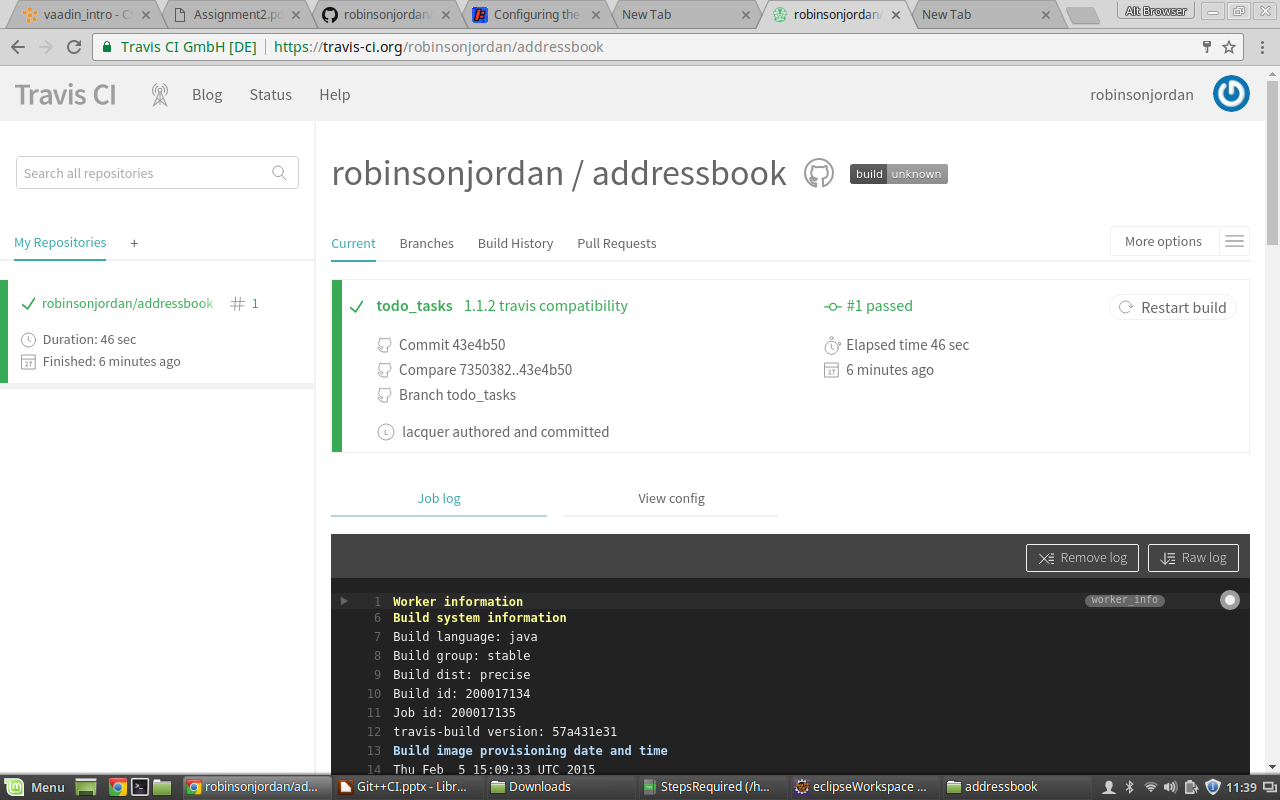 vaadin_intro - CS
Assignment2.pd
robinsonjordan/
Configuring the
New Tab
robinsonjordan/
New Tab
Alt Browser
Travis CI GmbH [DE]
https://travis-ci.org/robinsonjordan/addressbook
Travis CI
Blog
Status
Help
robinsonjordan
Search all repositories
robinsonjordan / addressbook
build unknown
My Repositories
+
Current
Branches
Build History
Pull Requests
More options
robinsonjordan/addressbook
# 1
Duration: 46 sec
27 Finished: 6 minutes ago
todo_tasks 1.1.2 travis compatibility
#1 passed
Restart build
Commit 43e4b50
Elapsed time 46 sec
Compare 7350382..43e4b50
27 6 minutes ago
Branch todo_tasks
L lacquer authored and committed
Job log
View config
Remove log
Raw log
1 Worker information
worker_info
6 Build system information
7 Build language: java
8 Build group: stable
9 Build dist: precise
10 Build id: 200017134
11 Job id: 200017135
12 travis-build version: 57a431e31
13 Build image provisioning date and time
14 Thu Feb  5 15:09:33 UTC 2015
Menu
robinsonjordan/ad...
Git++CI.pptx - Libr...
Downloads
StepsRequired (/h...
eclipseWorkspace ...
addressbook
11:39